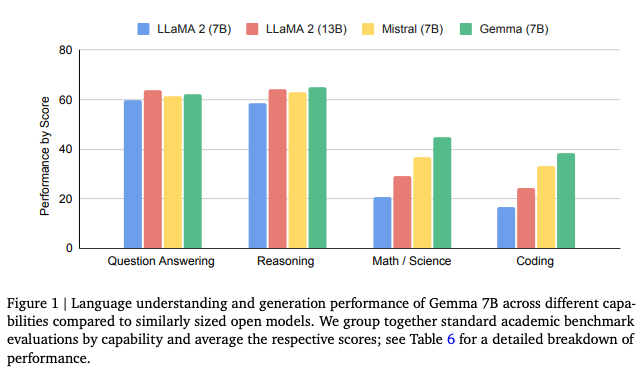 LLaMA 2 (7B) LLaMA 2 (13B) Mistral (7B) Gemma (7B)
80
60
40
20
0
Performance by Score
Question Answering Reasoning Math / Science Coding
Figure 1 | Language understanding and generation performance of Gemma 7B across different capa-
bilities compared to similarly sized open models. We group together standard academic benchmark
evaluations by capability and average the respective scores; see Table 6 for a detailed breakdown of
performance.